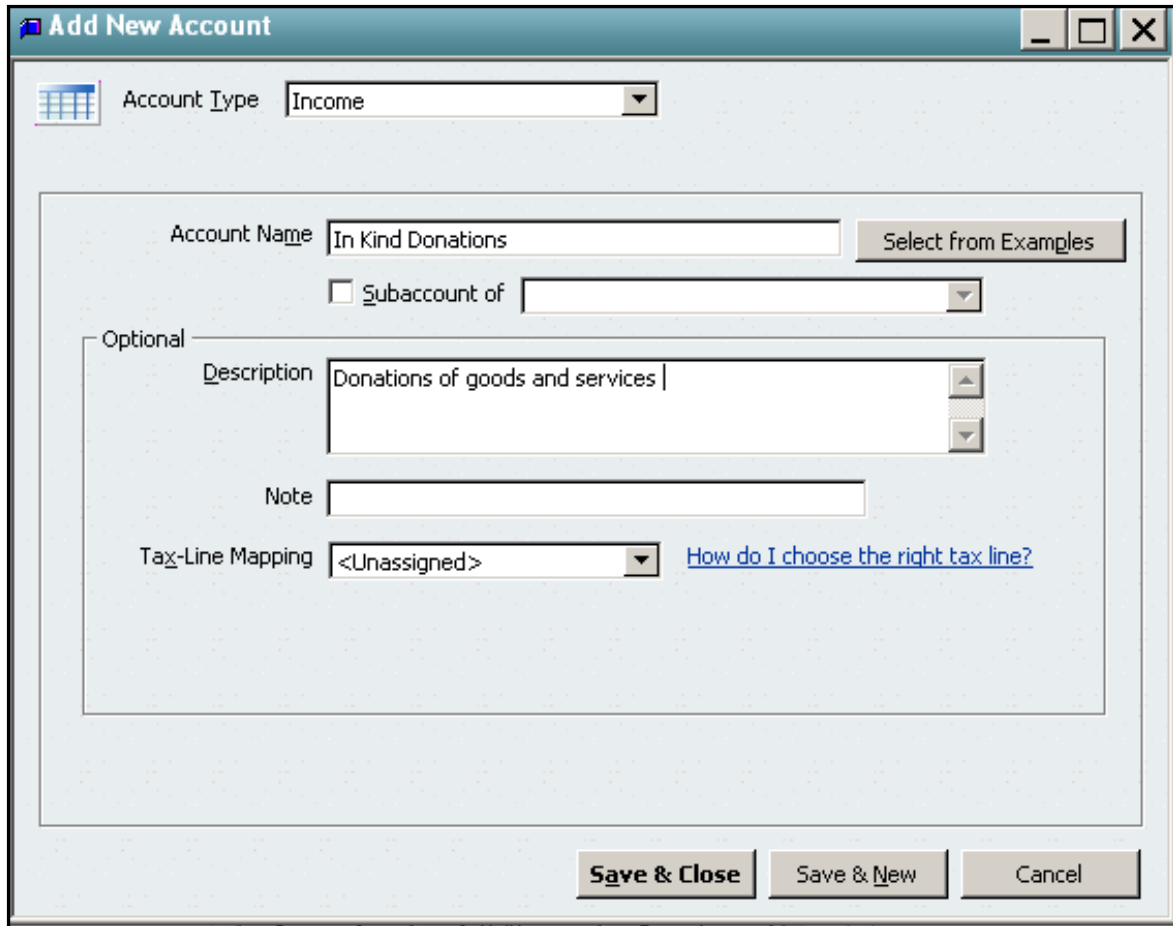 Add New Account
Account Type Income
Account Name In Kind Donations Select from Examples
Subaccount of
Optional
Description Donations of goods and services
Note
Tax-Line Mapping <Unassigned> How do I choose the right tax line?
Save & Close Save & New Cancel